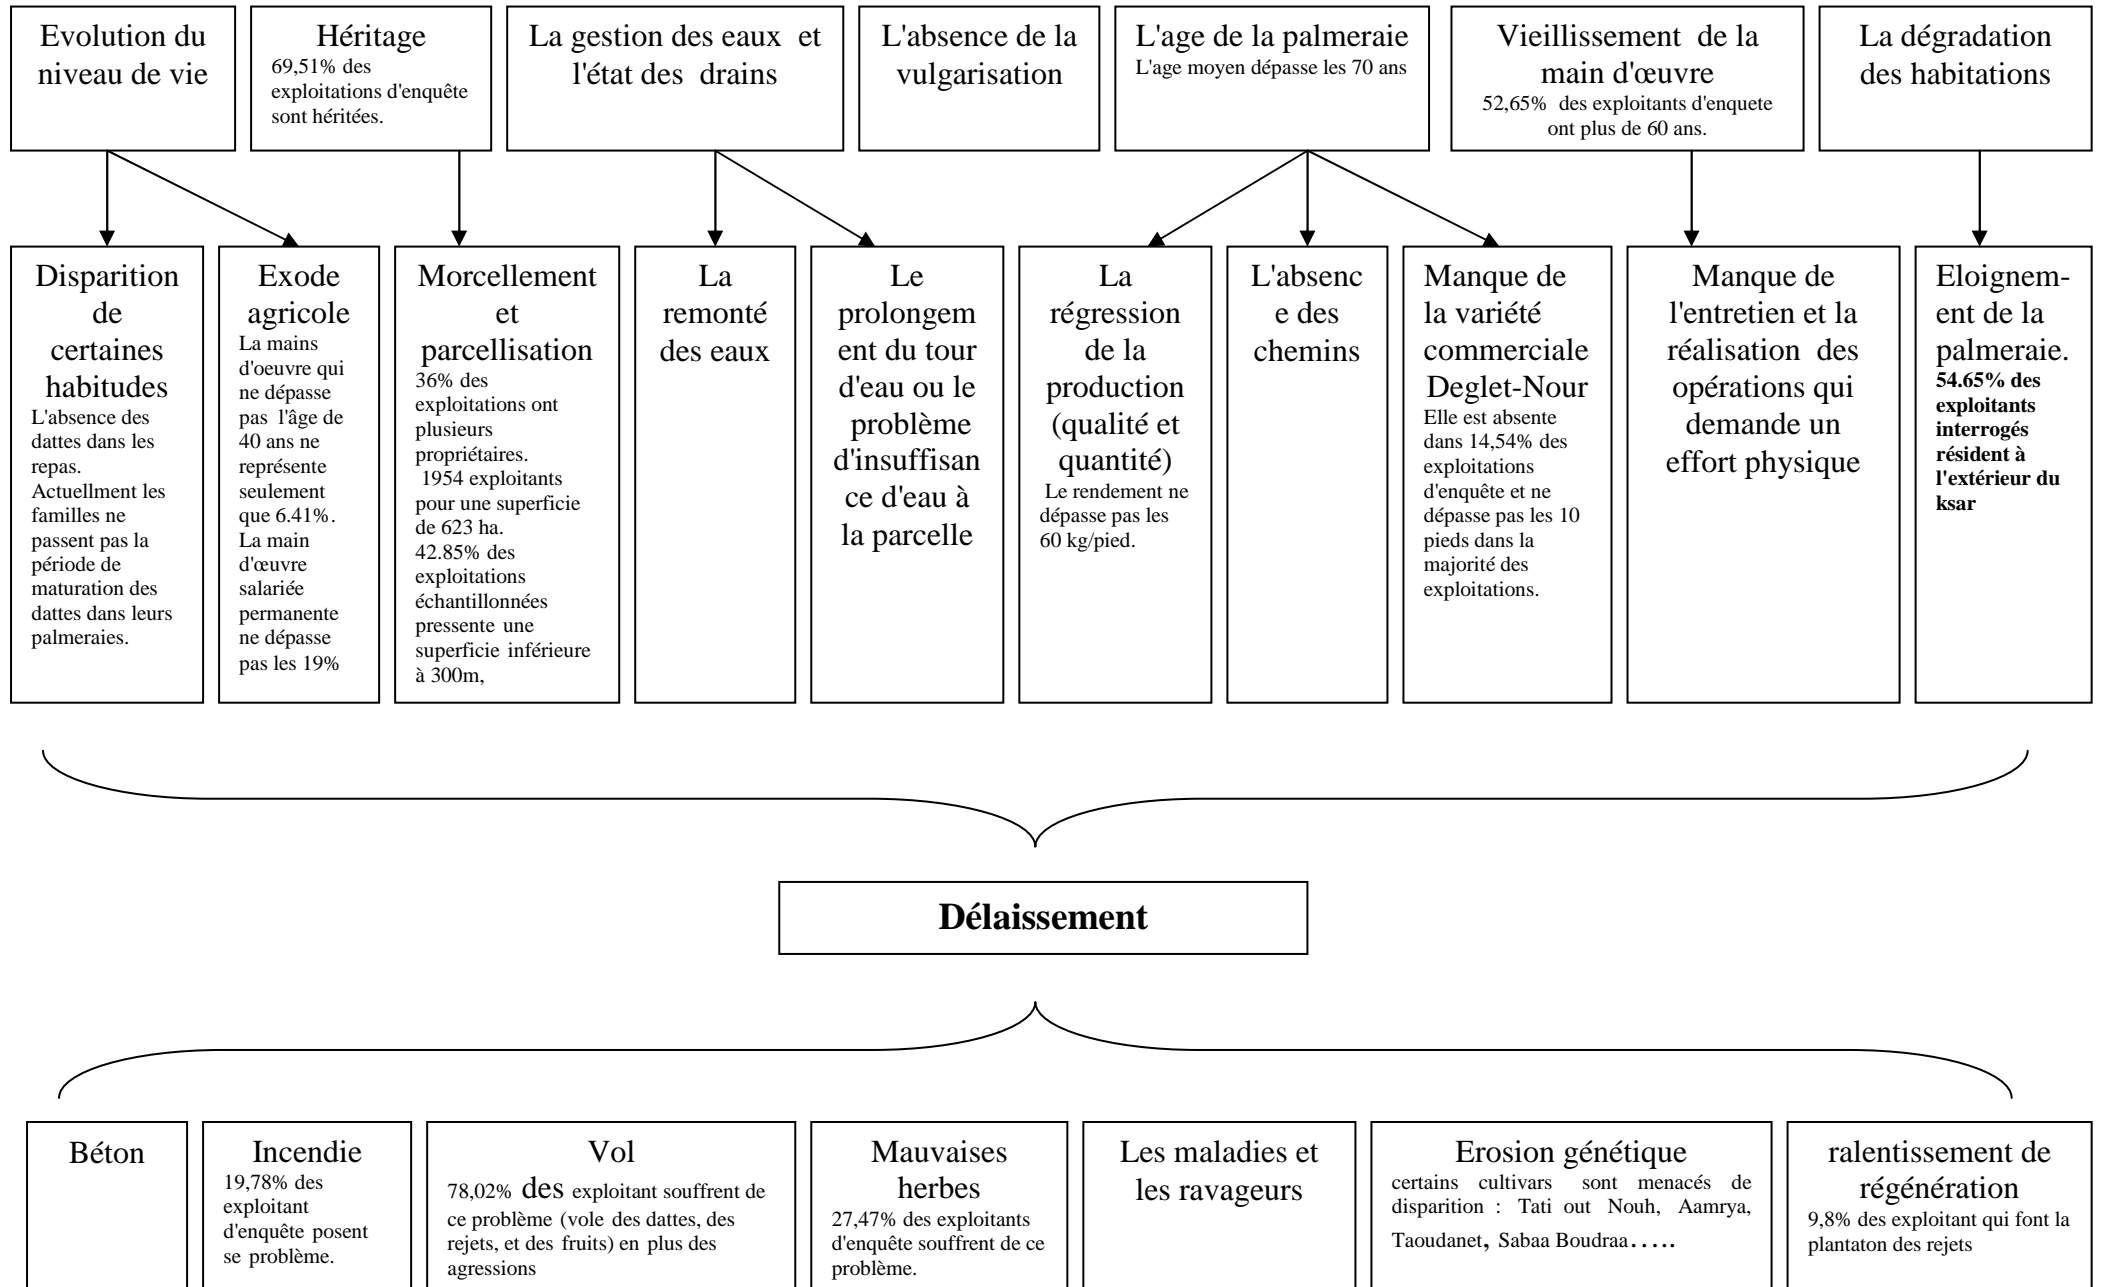 Evolution du
niveau de vie
Héritage
69,51% des
exploitations d'enquête
sont héritées.
La gestion des eaux et
l'état des drains
L'absence de la
vulgarisation
L'age de la palmeraie
L'age moyen dépasse les 70 ans
Vieillissement de la
main d'œuvre
52,65% des exploitants d'enquete
ont plus de 60 ans.
La dégradation
des habitations
Disparition
de
certaines
habitudes
L'absence des
dattes dans les
repas.
Actuellment les
familles ne
passent pas la
période de
maturation des
dattes dans leurs
palmeraies.
Exode
agricole
La mains
d'oeuvre qui
ne dépasse
pas l'âge de
40 ans ne
représente
seulement
que 6.41%.
La main
d'œuvre
salariée
permanente
ne dépasse
pas les 19%
Morcellement
et
parcellisation
36% des
exploitations ont
plusieurs
propriétaires.
1954 exploitants
pour une superficie
de 623 ha.
42.85% des
exploitations
échantillonnées
pressente une
superficie inférieure
à 300m,
La
remonté
des eaux
Le
prolongem
ent du tour
d'eau ou le
problème
d'insuffisan
ce d'eau à
la parcelle
La
régression
de la
production
(qualité et
quantité)
Le rendement ne
dépasse pas les
60 kg/pied.
L'absenc
e des
chemins
Manque de
la variété
commerciale
Deglet-Nour
Elle est absente
dans 14,54% des
exploitations
d'enquête et ne
dépasse pas les 10
pieds dans la
majorité des
exploitations.
Manque de
l'entretien et la
réalisation des
opérations qui
demande un
effort physique
Eloignem-
ent de la
palmeraie.
54.65% des
exploitants
interrogés
résident à
l'extérieur du
ksar
Délaissement
Béton
Incendie
19,78% des
exploitant
d'enquête posent
se problème.
Vol
78,02% des exploitant souffrent de
ce problème (vole des dattes, des
rejets, et des fruits) en plus des
agressions
Mauvaises
herbes
27,47% des exploitants
d'enquête souffrent de ce
problème.
Les maladies et
les ravageurs
Erosion génétique
certains cultivars sont menacés de
disparition : Tati out Nouh, Aamrya,
Taoudanet, Sabaa Boudraa…..
ralentissement de
régénération
9,8% des exploitant qui font la
plantaton des rejets